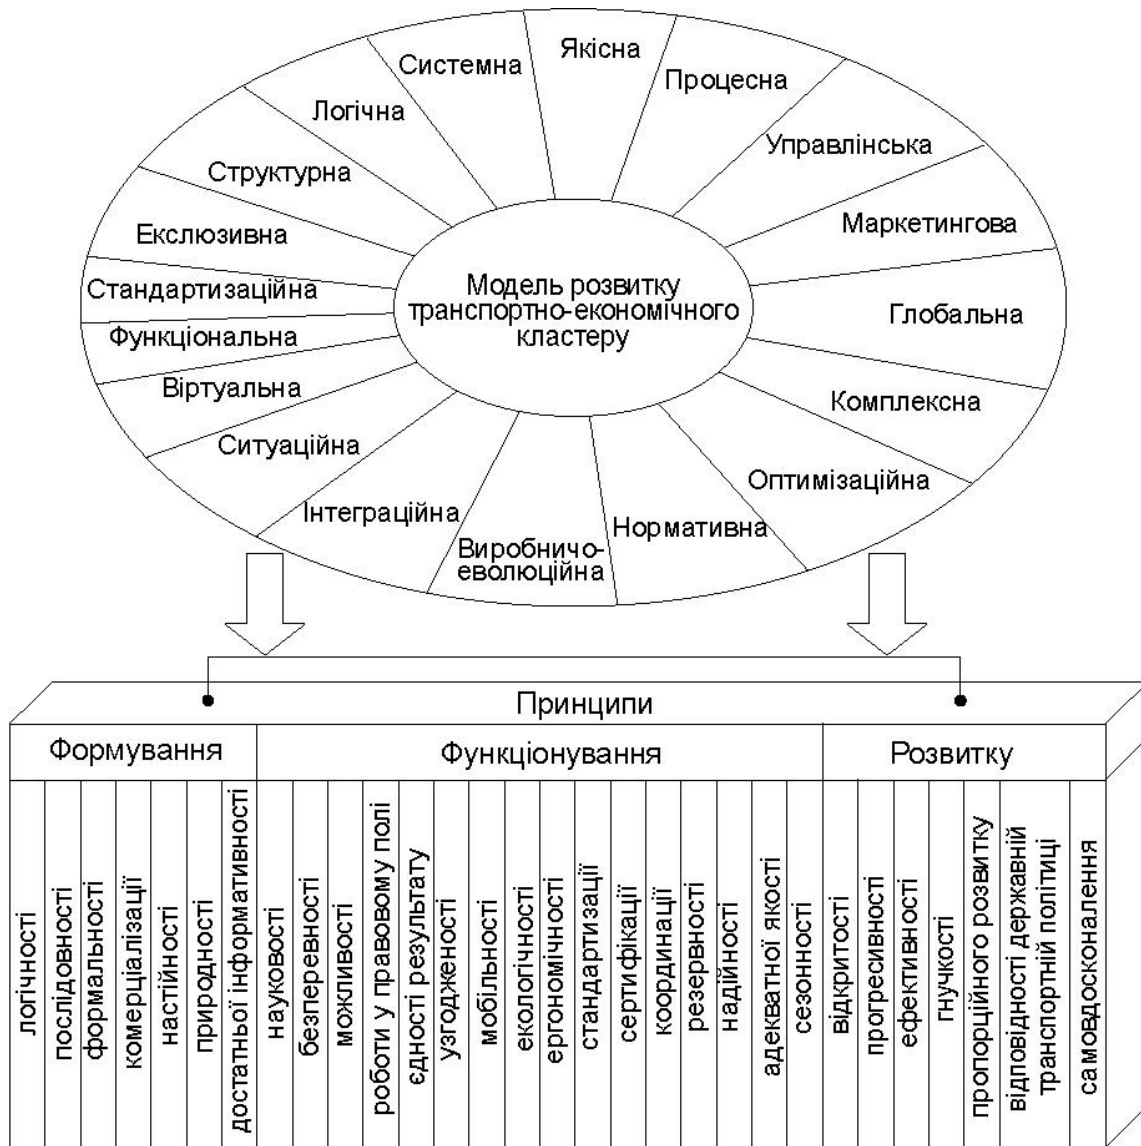 Якісна
Системна
Процесна
Логічна
Управлінська
Структурна
Маркетингова
Екслюзивна
Стандартизаційна
Модель розвитку
транспортно-економічного
кластеру
Глобальна
Функціональна
Віртуальна
Комплексна
Ситуаційна
Оптимізаційна
Інтеграційна
Нормативна
Виробничо-
еволюційна
Принципи
Формування
Функціонування
Розвитку
логічності
послідовності
формальності
комерціалізації
настійності
природності
достатньої інформативності
науковості
безперевності
можливості
роботи у правовому полі
єдності результату
узгодженості
мобільності
екологічності
ергономічності
стандартизації
сертифікації
координації
резервності
надійності
адекватної якості
сезонності
відкритості
прогресивності
ефективності
гнучкості
пропорційного розвитку
відповідності державній
транспортній політиці
самовдосконалення